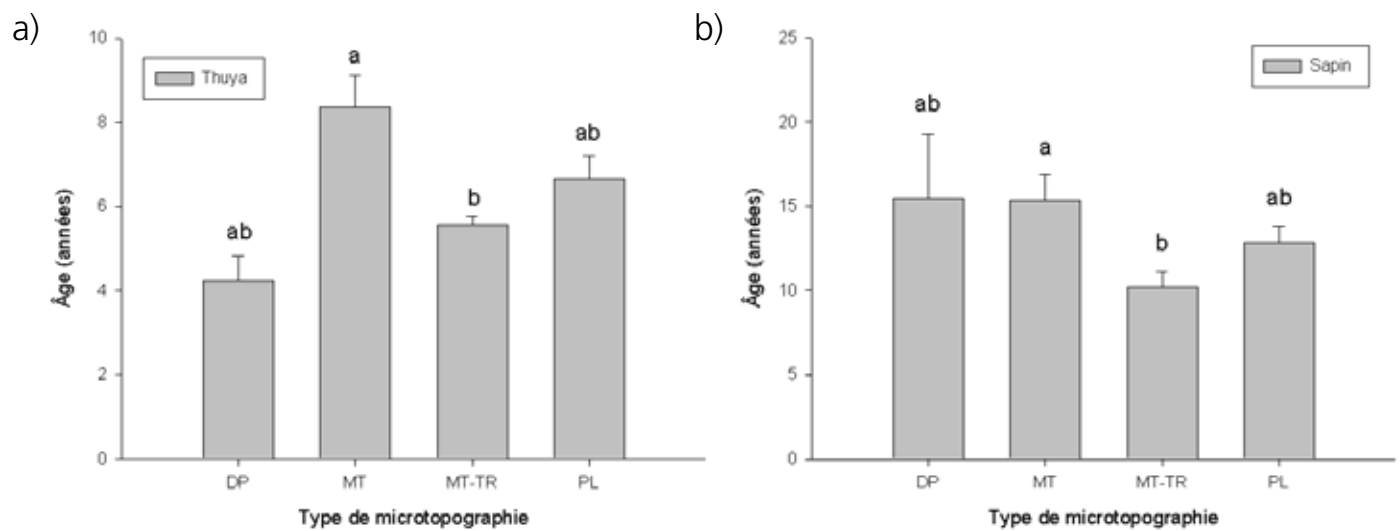 a)
Âge (années)
10
8
6
4
2
0
Thuya
ab
a
b
ab
DP MT MT-TR PL
Type de microtopographie
b)
Âge (années)
25
20
15
10
5
0
Sapin
ab
a
b
ab
DP MT MT-TR PL
Type de microtopographie